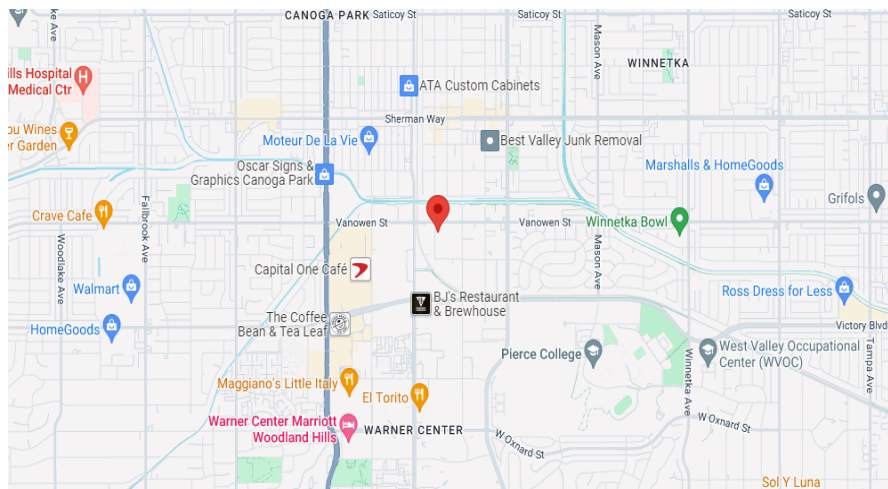 CANOGA PARK
Saticoy St
Saticoy St
Saticoy St
ake Ave
Mason Ave
WINNETKA
ills Hospital
Medical Ctr
ATA Custom Cabinets
Sherman Way
ou Wines
er Garden
Moteur De La Vie
Best Valley Junk Removal
Oscar Signs &
Graphics Canoga Park
Marshalls & HomeGoods
Grifols
Crave Cafe
Fallbrook Ave
Vanowen St
Vanowen St
Winnetka Bowl
Woodlake Ave
Mason Ave
Capital One Café
Walmart
BJ's Restaurant
& Brewhouse
Ross Dress for Less
HomeGoods
The Coffee
Bean & Tea Leaf
Victory Blvd
Pierce College
West Valley Occupational
Center (WVOC)
Winnetka Ave
Tampa Ave
Maggiano's Little Italy
El Torito
Warner Center Marriott
Woodland Hills
WARNER CENTER
W Oxnard St
W Oxnard St
Sol Y Luna